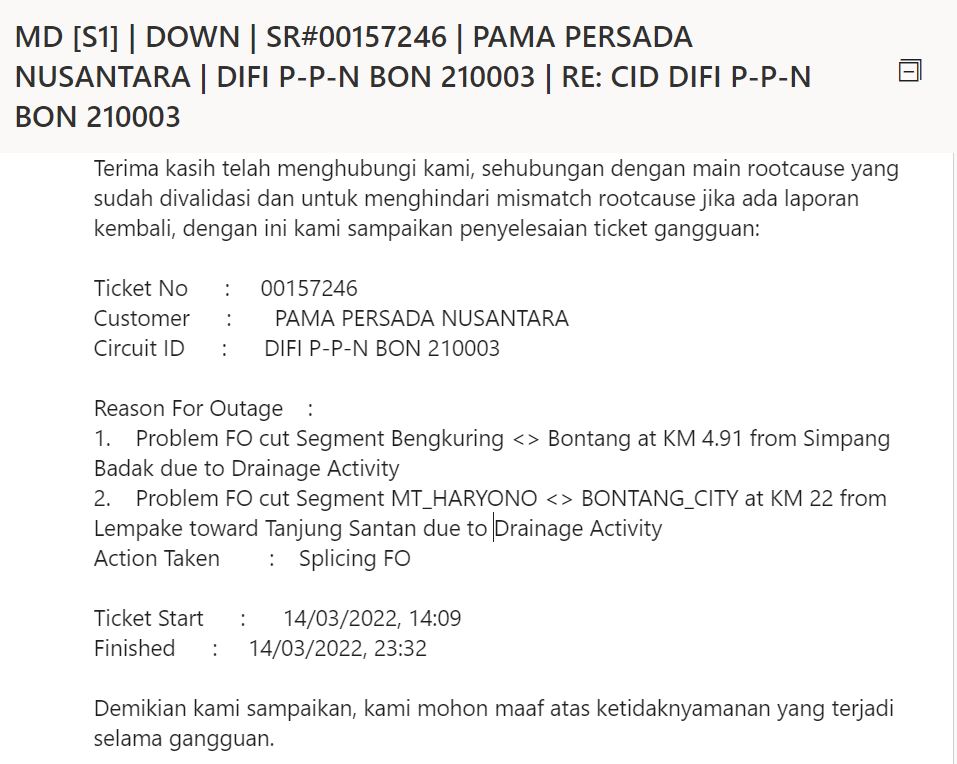 MD [S1] | DOWN | SR#00157246 | PAMA PERSADA
NUSANTARA | DIFI P-P-N BON 210003 | RE: CID DIFI P-P-N
BON 210003
Terima kasih telah menghubungi kami, sehubungan dengan main rootcause yang
sudah divalidasi dan untuk menghindari mismatch rootcause jika ada laporan
kembali, dengan ini kami sampaikan penyelesaian ticket gangguan:
Ticket No : 00157246
Customer : PAMA PERSADA NUSANTARA
Circuit ID : DIFI P-P-N BON 210003
Reason For Outage :
1. Problem FO cut Segment Bengkuring <> Bontang at KM 4.91 from Simpang
Badak due to Drainage Activity
2. Problem FO cut Segment MT_HARYONO <> BONTANG_CITY at KM 22 from
Lempake toward Tanjung Santan due to Drainage Activity
Action Taken : Splicing FO
Ticket Start : 14/03/2022, 14:09
Finished : 14/03/2022, 23:32
Demikian kami sampaikan, kami mohon maaf atas ketidaknyamanan yang terjadi
selama gangguan.